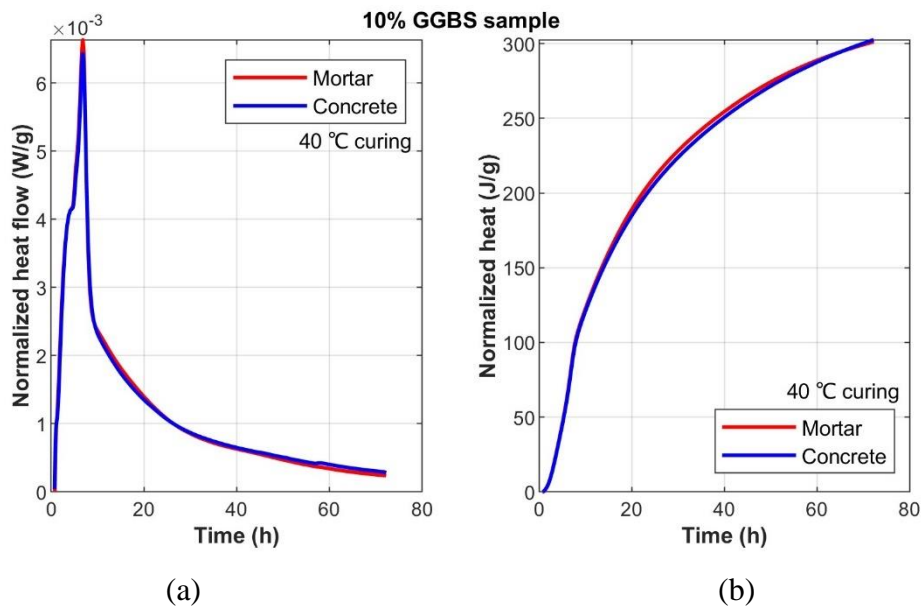 10% GGBS sample
×10⁻³
Normalized heat flow (W/g)
6
5
4
3
2
1
0
0
20
40
60
80
Time (h)
Mortar
Concrete
40 ℃ curing
(a)
Normalized heat (J/g)
300
250
200
150
100
50
0
0
20
40
60
80
Time (h)
40 ℃ curing
Mortar
Concrete
(b)